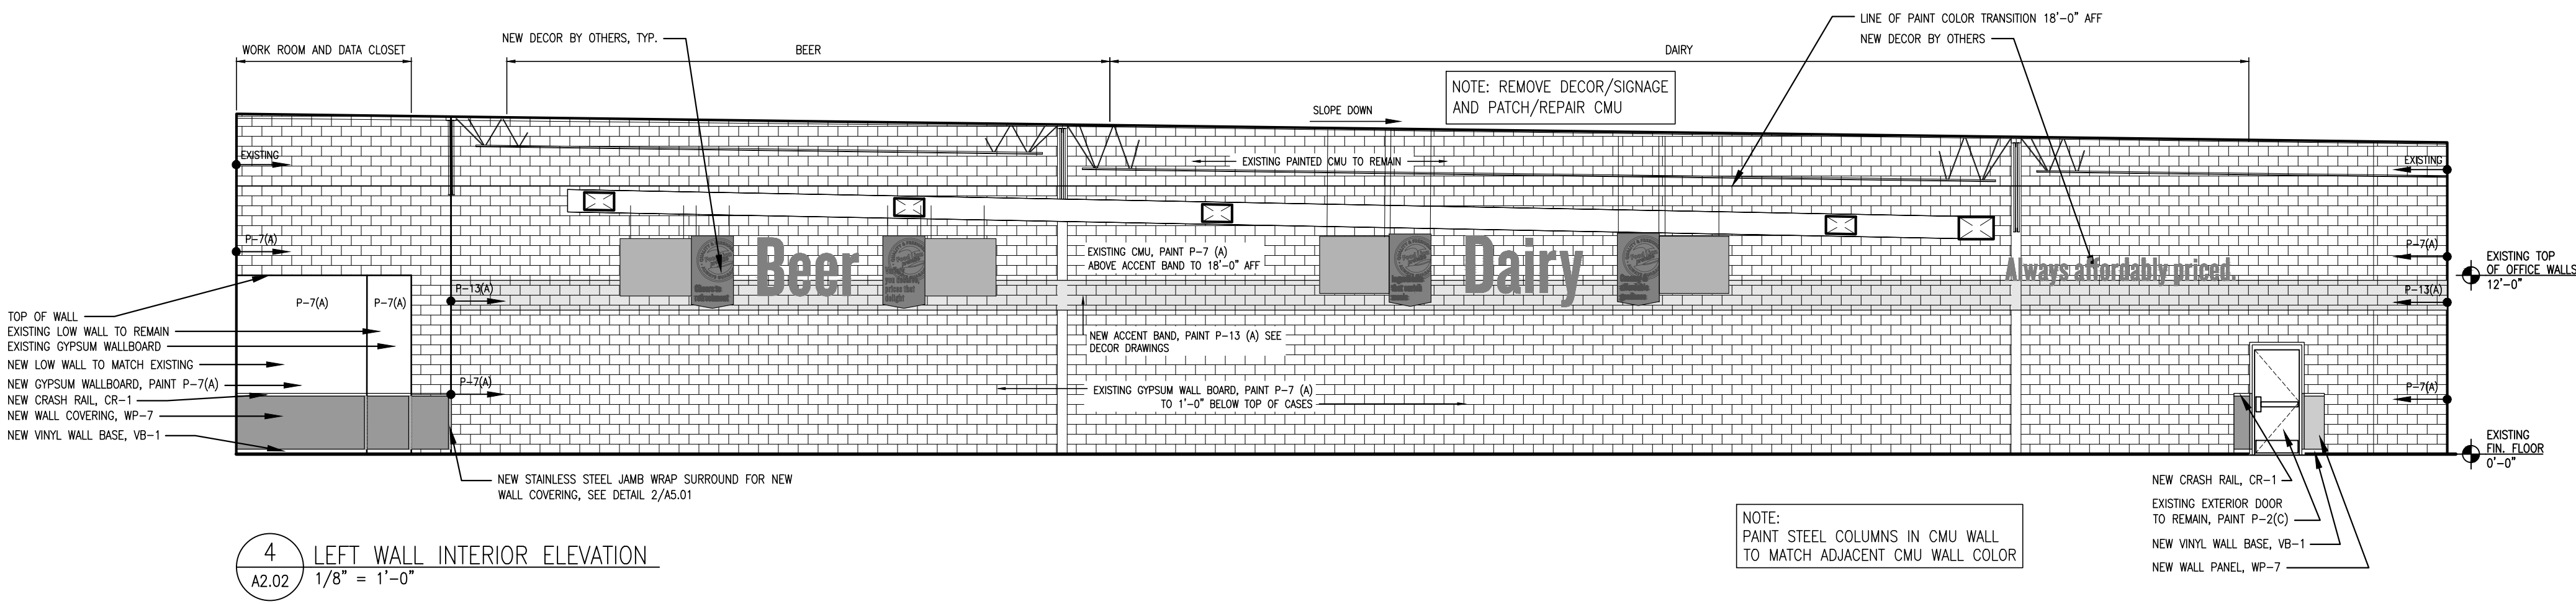 LINE OF PAINT COLOR TRANSITION 18'-0" AFF
NEW DECOR BY OTHERS, TYP.
NEW DECOR BY OTHERS
WORK ROOM AND DATA CLOSET
BEER
DAIRY
NOTE: REMOVE DECOR/SIGNAGE
AND PATCH/REPAIR CMU
SLOPE DOWN
EXISTING
EXISTING PAINTED CMU TO REMAIN
EXISTING
P-7(A)
Beer
EXISTING CMU, PAINT P-7 (A)
ABOVE ACCENT BAND TO 18'-0" AFF
Dairy
P-7(A)
Always affordably priced.
EXISTING TOP
OF OFFICE WALLS
12'-0"
P-13(A)
P-13(A)
P-7(A)
P-7(A)
TOP OF WALL
EXISTING LOW WALL TO REMAIN
EXISTING GYPSUM WALLBOARD
NEW LOW WALL TO MATCH EXISTING
NEW GYPSUM WALLBOARD, PAINT P-7(A)
NEW CRASH RAIL, CR-1
NEW WALL COVERING, WP-7
NEW VINYL WALL BASE, VB-1
NEW ACCENT BAND, PAINT P-13 (A) SEE
DECOR DRAWINGS
P-7(A)
EXISTING GYPSUM WALL BOARD, PAINT P-7 (A)
TO 1'-0" BELOW TOP OF CASES
P-7(A)
EXISTING
FIN. FLOOR
0'-0"
NEW STAINLESS STEEL JAMB WRAP SURROUND FOR NEW
WALL COVERING, SEE DETAIL 2/A5.01
NEW CRASH RAIL, CR-1
EXISTING EXTERIOR DOOR
TO REMAIN, PAINT P-2(C)
NEW VINYL WALL BASE, VB-1
NEW WALL PANEL, WP-7
NOTE:
PAINT STEEL COLUMNS IN CMU WALL
TO MATCH ADJACENT CMU WALL COLOR
4
A2.02
LEFT WALL INTERIOR ELEVATION
1/8" = 1'-0"